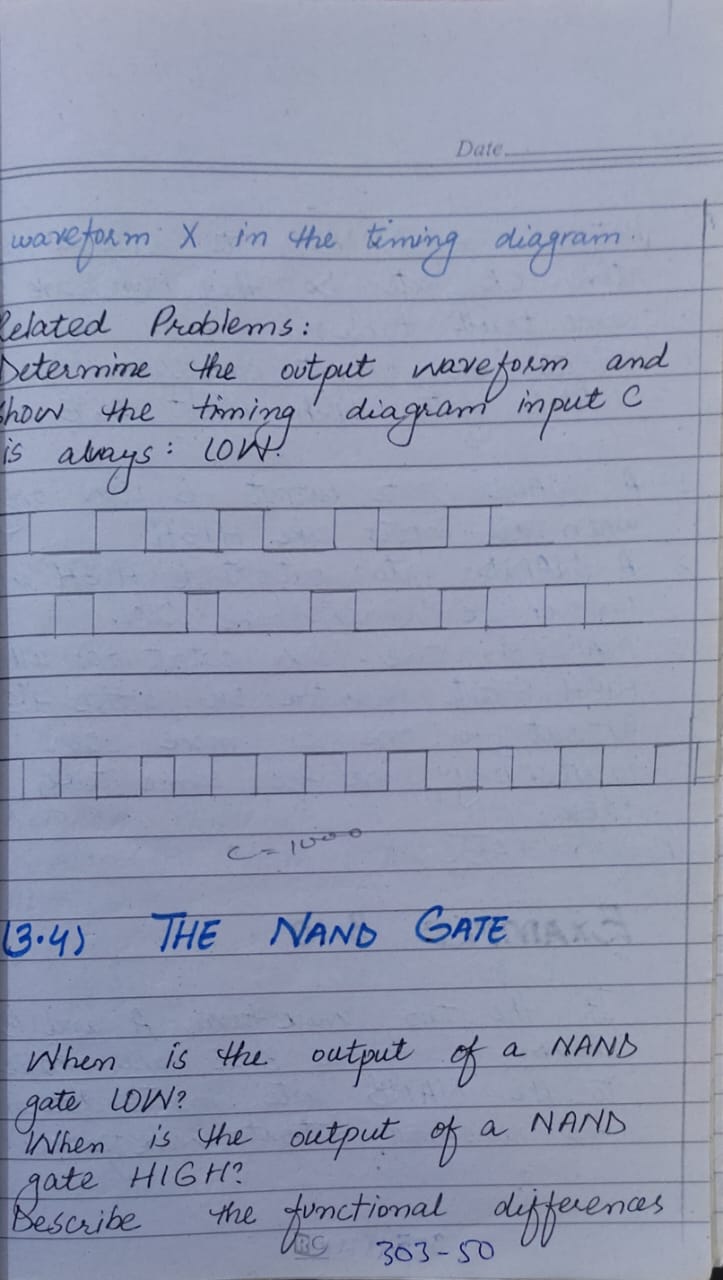 Date
waveform X in the timing diagram.
Related Problems:
Determine the output waveform and
show the timing diagram input C
is always: LOW.
(3.4) THE NAND GATE
When is the output of a NAND
gate LOW?
When is the output of a NAND
gate HIGH?
Describe the functional differences
RC 303-50